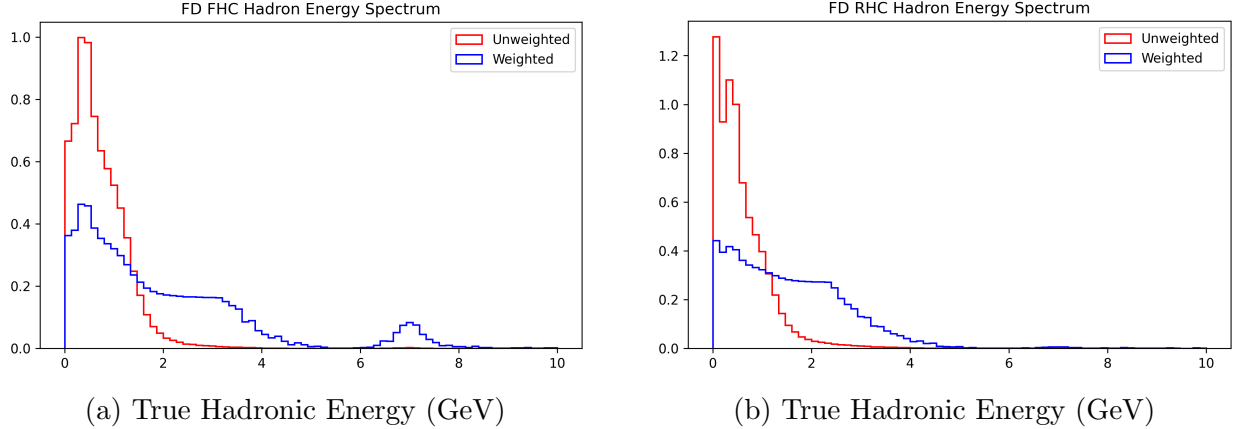 FD FHC Hadron Energy Spectrum
Unweighted
Weighted
1.0
0.8
0.6
0.4
0.2
0.0
0 2 4 6 8 10
(a) True Hadronic Energy (GeV)
FD RHC Hadron Energy Spectrum
Unweighted
Weighted
1.2
1.0
0.8
0.6
0.4
0.2
0.0
0 2 4 6 8 10
(b) True Hadronic Energy (GeV)